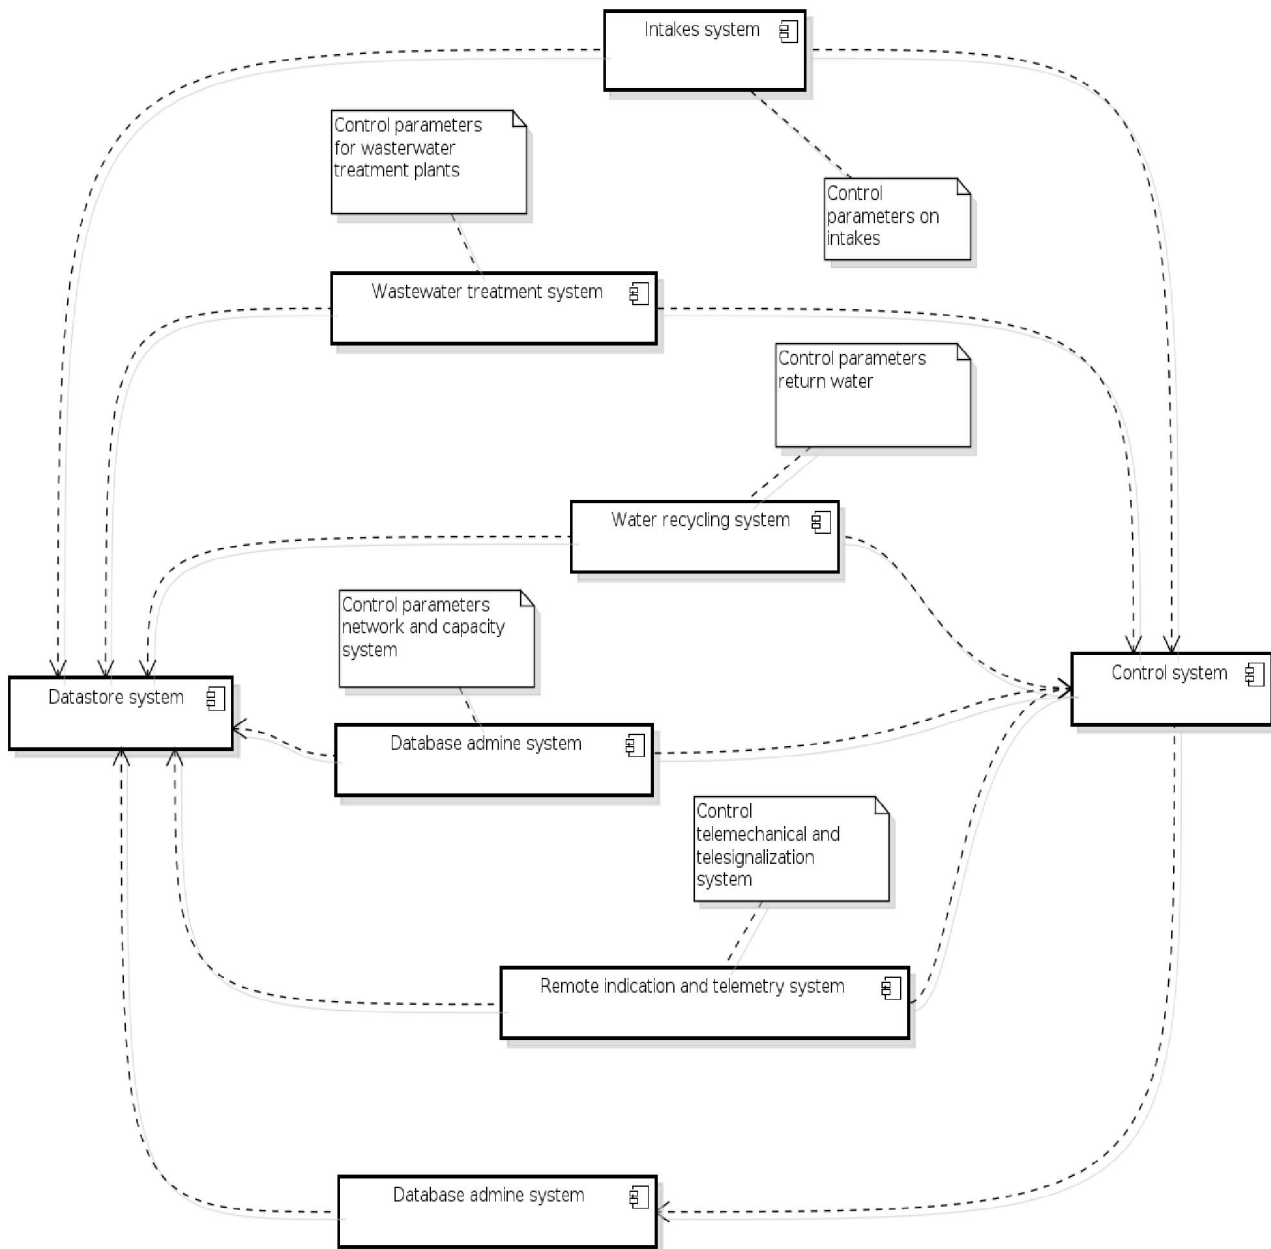 Intakes system
Control parameters
for wasterwater
treatment plants
Control
parameters on
intakes
Wastewater treatment system
Control parameters
return water
Water recycling system
Control parameters
network and capacity
system
Datastore system
Control system
Database admine system
Control
telemechanical and
telesignalization
system
Remote indication and telemetry system
Database admine system